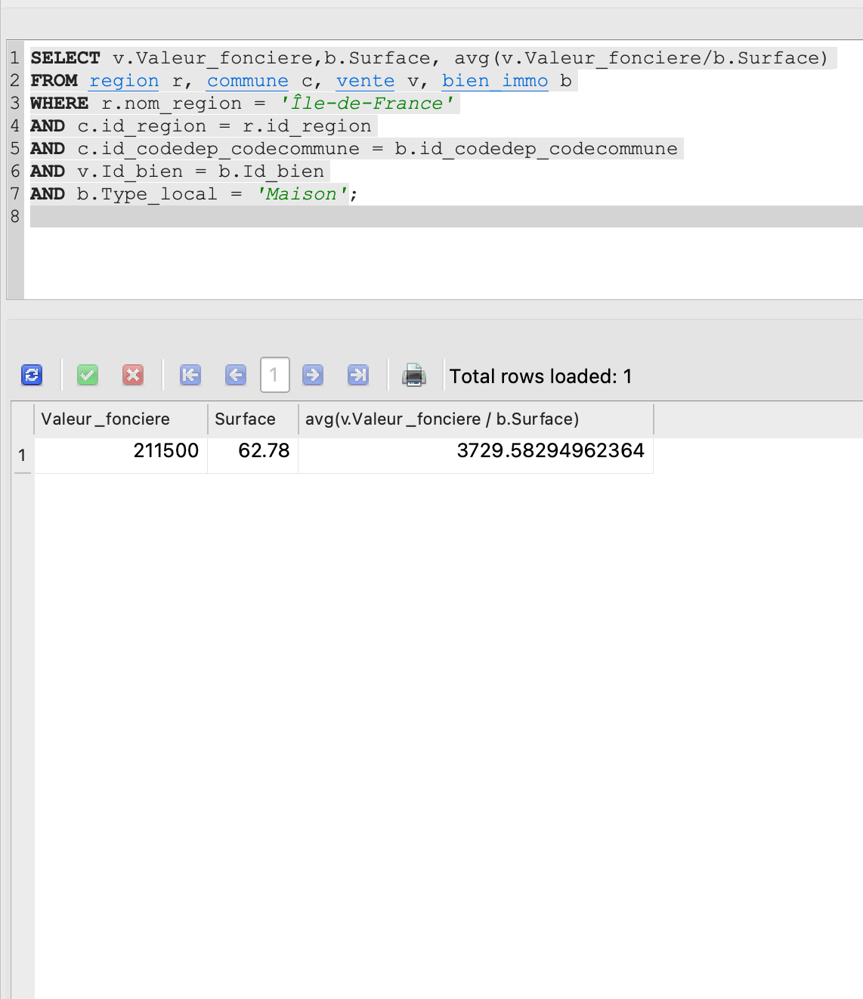 1 SELECT v.Valeur_fonciere,b.Surface, avg(v.Valeur_fonciere/b.Surface)
2 FROM region r, commune c, vente v, bien_immo b
3 WHERE r.nom_region = 'Île-de-France'
4 AND c.id_region = r.id_region
5 AND c.id_codedep_codecommune = b.id_codedep_codecommune
6 AND v.Id_bien = b.Id_bien
7 AND b.Type_local = 'Maison';
8
1 Total rows loaded: 1
Valeur_fonciere Surface avg(v.Valeur_fonciere / b.Surface)
1 211500 62.78 3729.58294962364